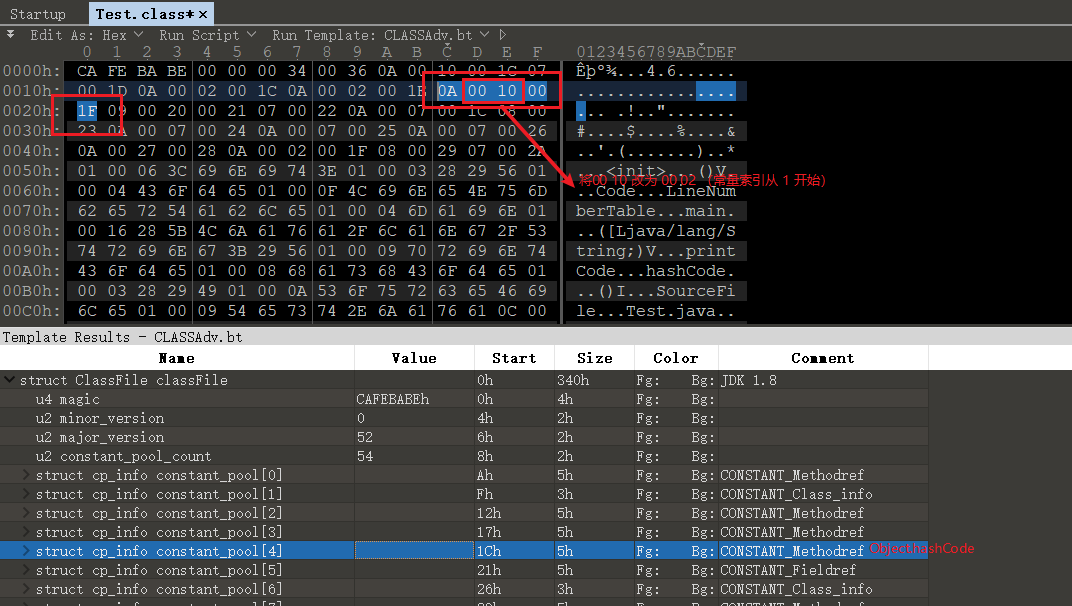 Startup Test.class* ×
Edit As: Hex Run Script Run Template: CLASSAdv.bt
0 1 2 3 4 5 6 7 8 9 A B C D E F 0123456789ABCDEF
0000h: CA FE BA BE 00 00 00 34 00 36 0A 00 10 00 1C 07 Êþº¾...4.6......
0010h: 00 1D 0A 00 02 00 1C 0A 00 02 00 1E 0A 00 10 00 ................
0020h: 1F 09 00 20 00 21 07 00 22 0A 00 07 00 1C 08 00 ... .!..".......
0030h: 23 0A 00 07 00 24 0A 00 07 00 25 0A 00 07 00 26 #....$....%....&
0040h: 0A 00 27 00 28 0A 00 02 00 1F 08 00 29 07 00 2A ..'.(.......)..*
0050h: 01 00 06 3C 69 6E 69 74 3E 01 00 03 28 29 56 01 ...<init>...()V.
将00 10 改为 00 02 （常量索引从 1 开始）
0060h: 00 04 43 6F 64 65 01 00 0F 4C 69 6E 65 4E 75 6D ..Code...LineNum
0070h: 62 65 72 54 61 62 6C 65 01 00 04 6D 61 69 6E 01 berTable...main.
0080h: 00 16 28 5B 4C 6A 61 76 61 2F 6C 61 6E 67 2F 53 ..([Ljava/lang/S
0090h: 74 72 69 6E 67 3B 29 56 01 00 09 70 72 69 6E 74 tring;)V...print
00A0h: 43 6F 64 65 01 00 08 68 61 73 68 43 6F 64 65 01 Code...hashCode.
00B0h: 00 03 28 29 49 01 00 0A 53 6F 75 72 63 65 46 69 ..()I...SourceFi
00C0h: 6C 65 01 00 09 54 65 73 74 2E 6A 61 76 61 0C 00 le...Test.java..
Template Results - CLASSAdv.bt
Name Value Start Size Color Comment
struct ClassFile classFile 0h 340h Fg: Bg: JDK 1.8
u4 magic CAFEBABEh 0h 4h Fg: Bg:
u2 minor_version 0 4h 2h Fg: Bg:
u2 major_version 52 6h 2h Fg: Bg:
u2 constant_pool_count 54 8h 2h Fg: Bg:
struct cp_info constant_pool[0] Ah 5h Fg: Bg: CONSTANT_Methodref
struct cp_info constant_pool[1] Fh 3h Fg: Bg: CONSTANT_Class_info
struct cp_info constant_pool[2] 12h 5h Fg: Bg: CONSTANT_Methodref
struct cp_info constant_pool[3] 17h 5h Fg: Bg: CONSTANT_Methodref
struct cp_info constant_pool[4] 1Ch 5h Fg: Bg: CONSTANT_Methodref Object.hashCode
struct cp_info constant_pool[5] 21h 5h Fg: Bg: CONSTANT_Fieldref
struct cp_info constant_pool[6] 26h 3h Fg: Bg: CONSTANT_Class_info